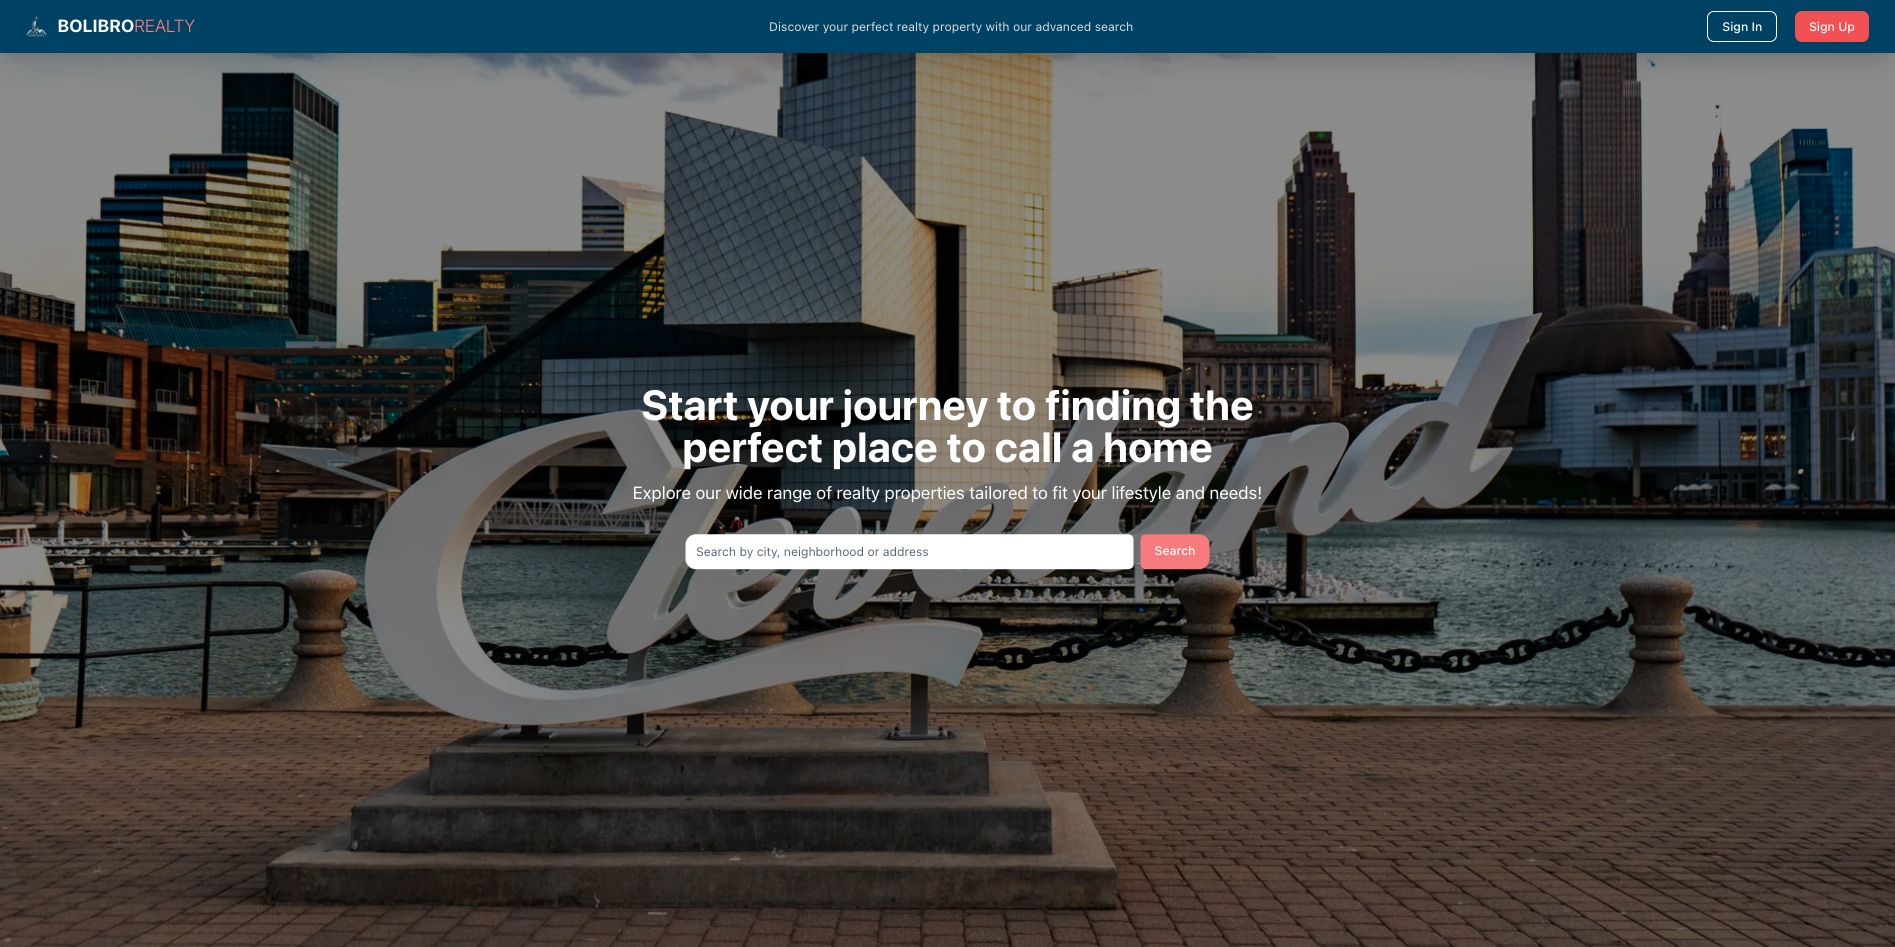 BOLIBROREALTY
Discover your perfect realty property with our advanced search
Sign In
Sign Up
Start your journey to finding the
perfect place to call a home
Explore our wide range of realty properties tailored to fit your lifestyle and needs!
Search by city, neighborhood or address
Search
Cleveland